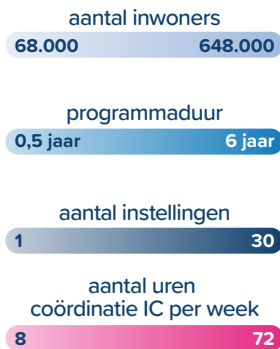 aantal inwoners
68.000 648.000
programmaduur
0,5 jaar 6 jaar
aantal instellingen
1 30
aantal uren
coördinatie IC per week
8 72